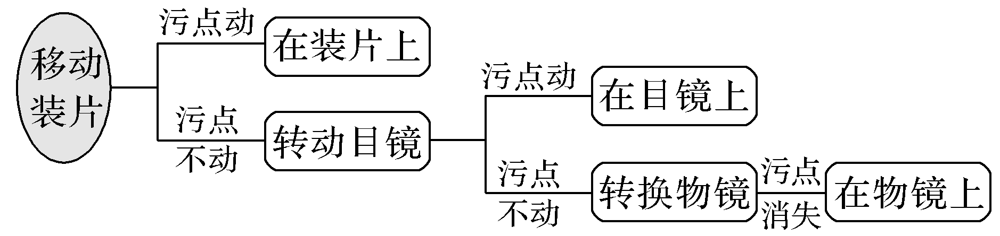 移动
装片
污点动
在装片上
污点
不动
转动目镜
污点动
在目镜上
污点
不动
转换物镜
污点
消失
在物镜上